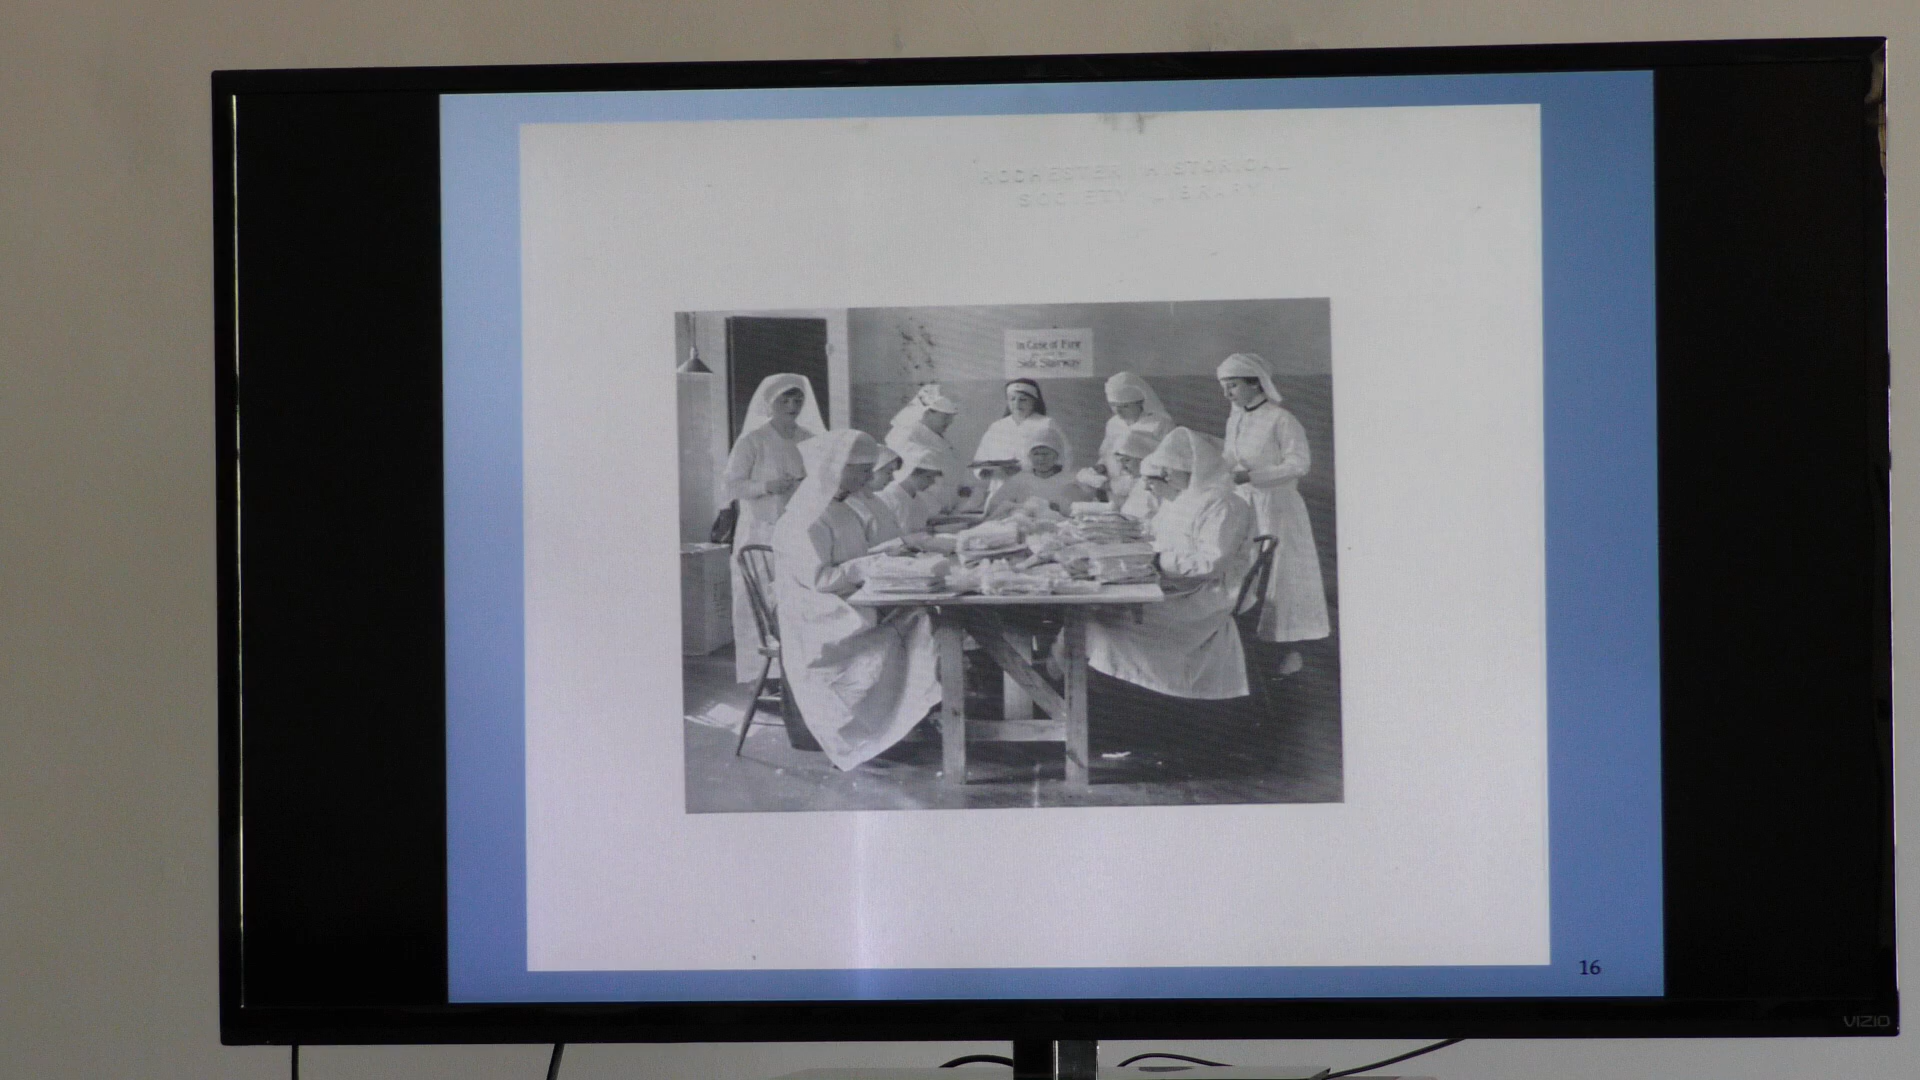 ROCHESTER HISTORICAL
SOCIETY LIBRARY
In Case of Fire
Side Stairway
16
VIZIO